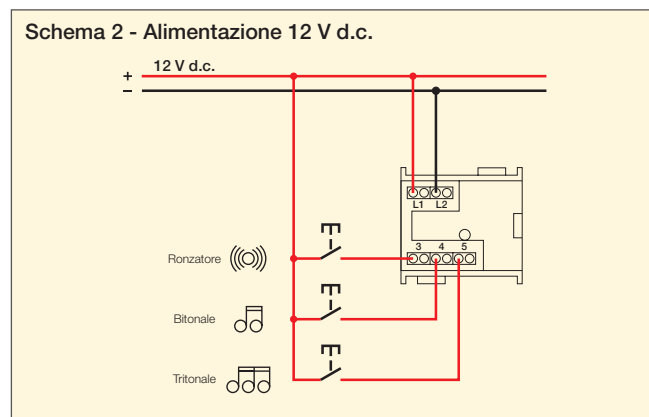 Schema 2 - Alimentazione 12 V d.c.
12 V d.c.
+
–
L1 L2
3 4 5
Ronzatore
Bitonale
Tritonale